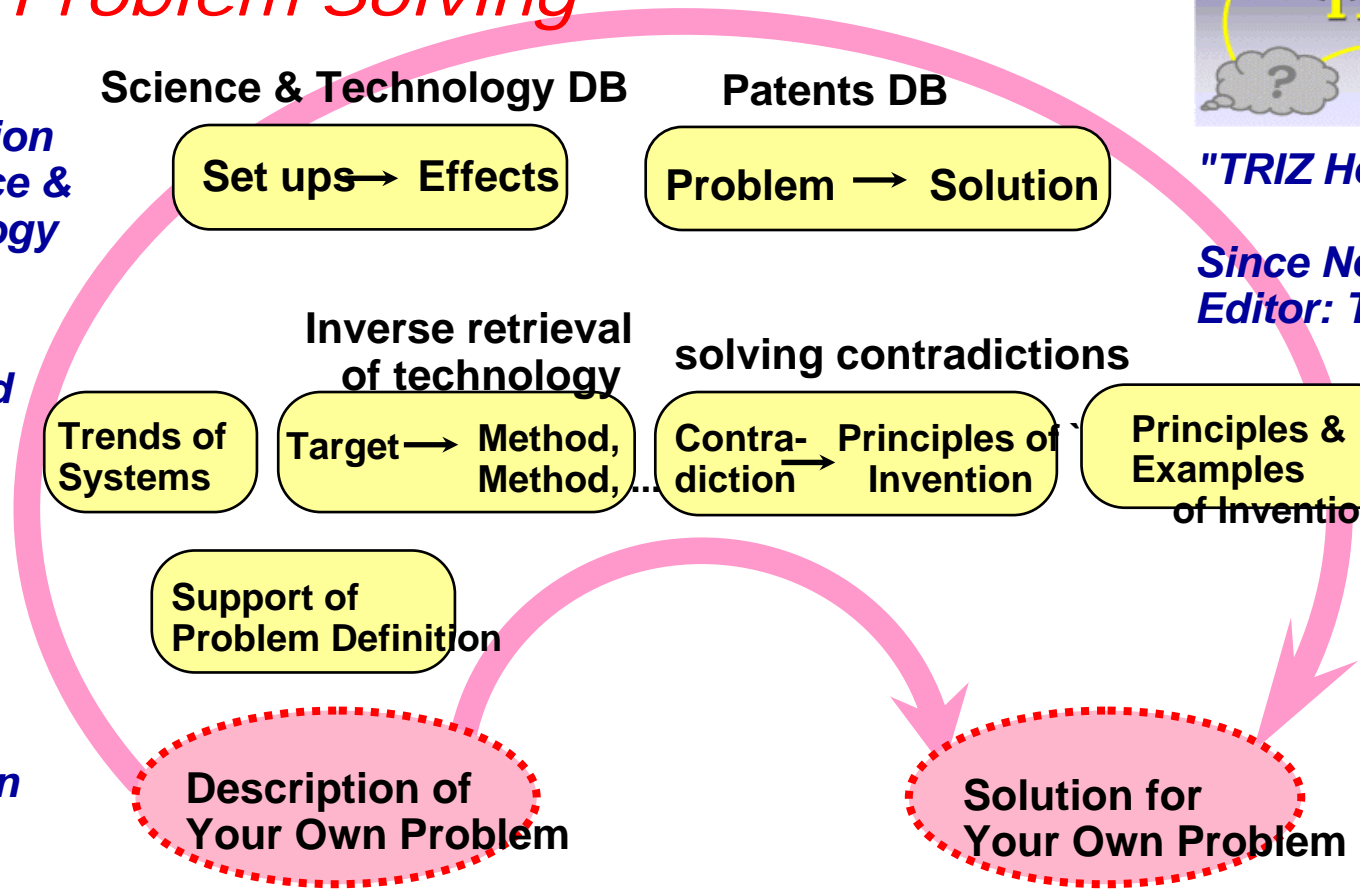 Problem Solving
Science & Technology DB
Patents DB
ion
ce &
ogy
Set ups → Effects
Problem → Solution
?
"TRIZ Ho
Since No
Editor: T
Inverse retrieval
of technology
solving contradictions
d
Trends of
Systems
Target → Method,
Method, ...
Contra-
diction → Principles of `
Invention
Principles &
Examples
of Inventio
Support of
Problem Definition
n
Description of
Your Own Problem
Solution for
Your Own Problem